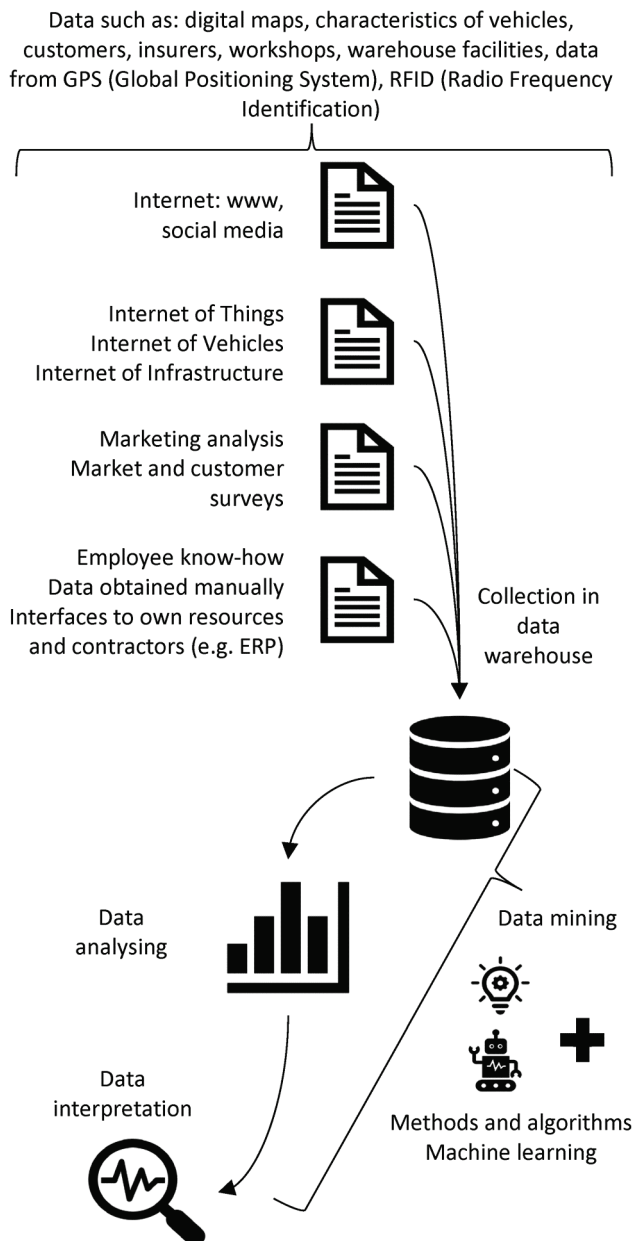 Data such as: digital maps, characteristics of vehicles,
customers, insurers, workshops, warehouse facilities, data
from GPS (Global Positioning System), RFID (Radio Frequency
Identification)
Internet: www,
social media
Internet of Things
Internet of Vehicles
Internet of Infrastructure
Marketing analysis
Market and customer
surveys
Employee know-how
Data obtained manually
Interfaces to own resources
and contractors (e.g. ERP)
Collection in
data
warehouse
Data
analysing
Data mining
Data
interpretation
Methods and algorithms
Machine learning